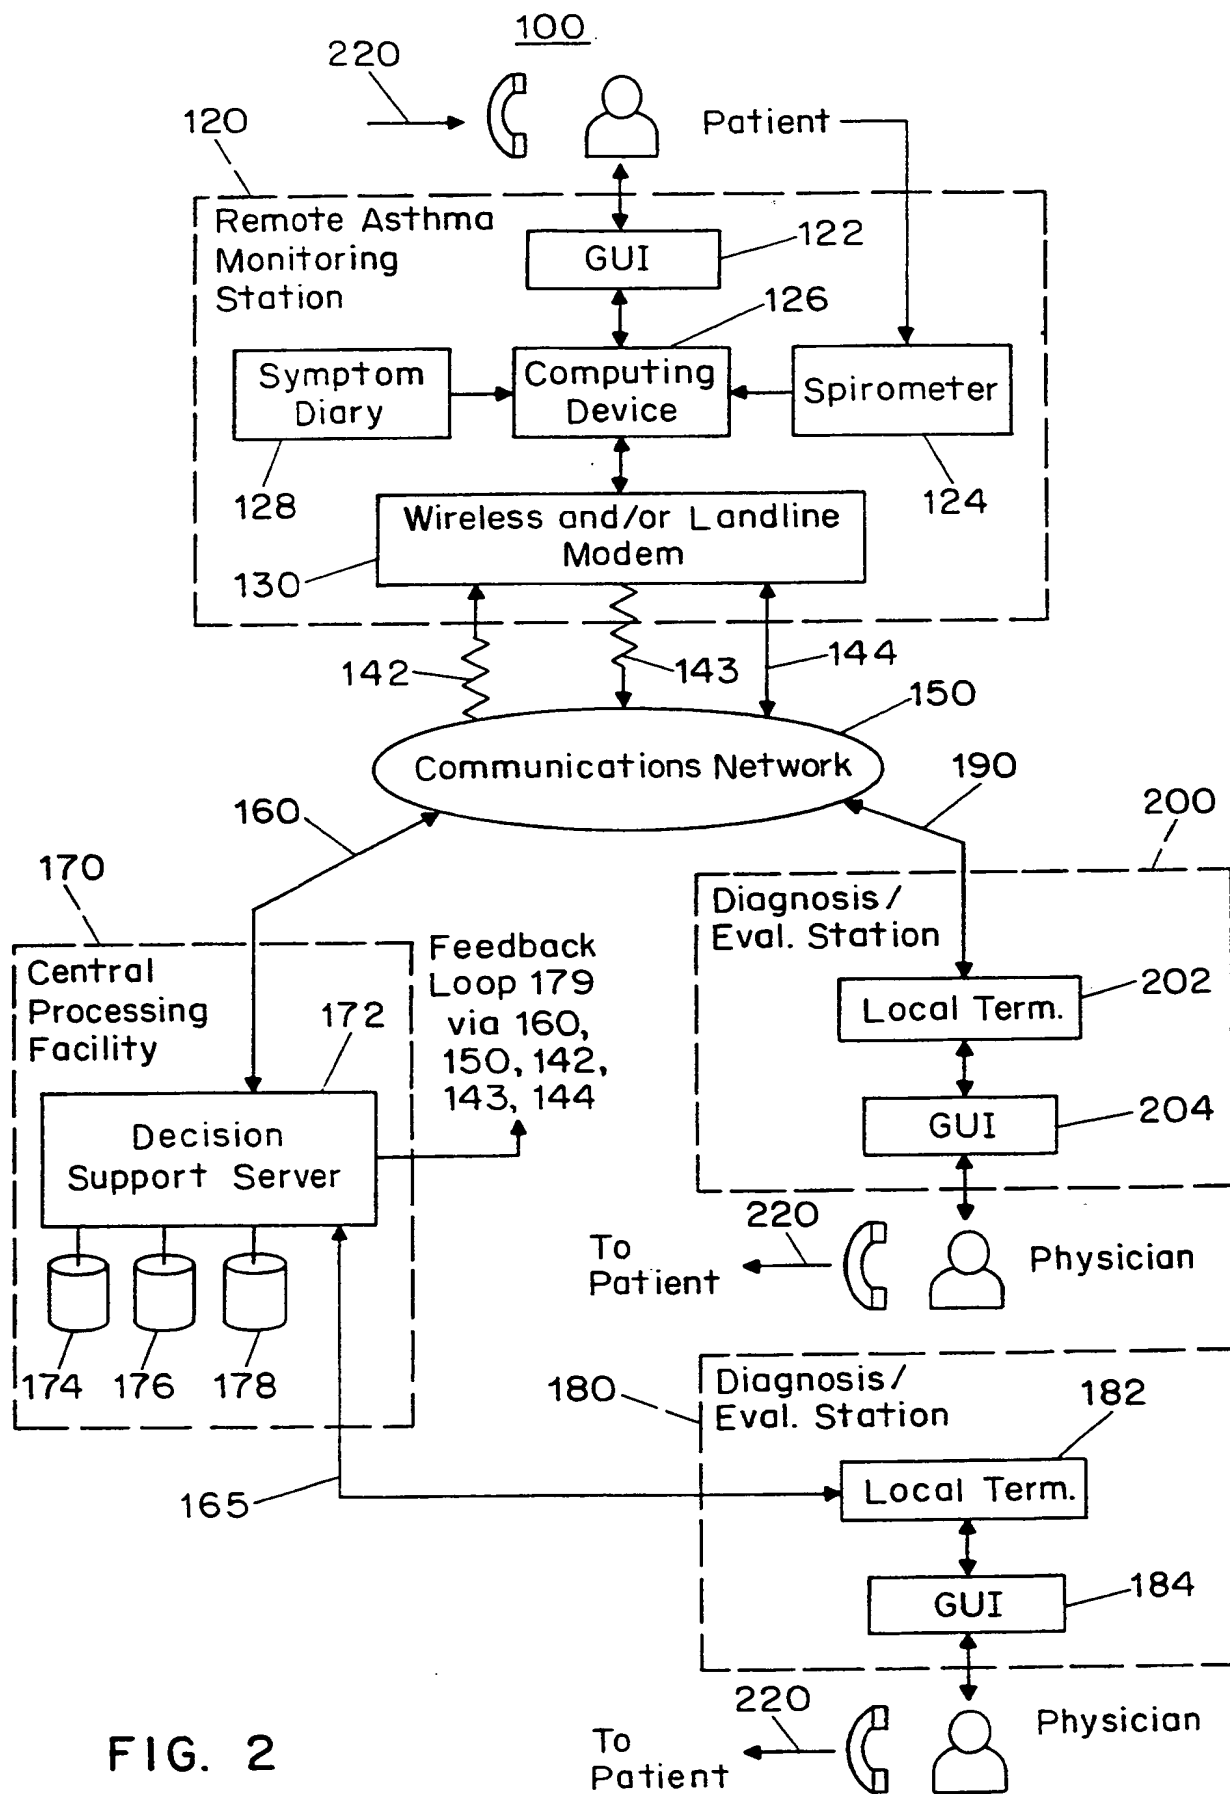 100
220
120
Patient
Remote Asthma
Monitoring
Station
GUI
122
126
Symptom
Diary
Computing
Device
Spirometer
128
124
Wireless and/or Landline
Modem
130
142
143
144
150
Communications Network
190
160
200
170
Diagnosis/
Eval. Station
Feedback
Loop 179
via 160,
150, 142,
143, 144
Central
Processing
Facility
172
Local Term.
202
Decision
Support Server
GUI
204
220
To
Patient
Physician
174
176
178
180
Diagnosis/
Eval. Station
182
165
Local Term.
GUI
184
220
To
Patient
Physician
FIG. 2